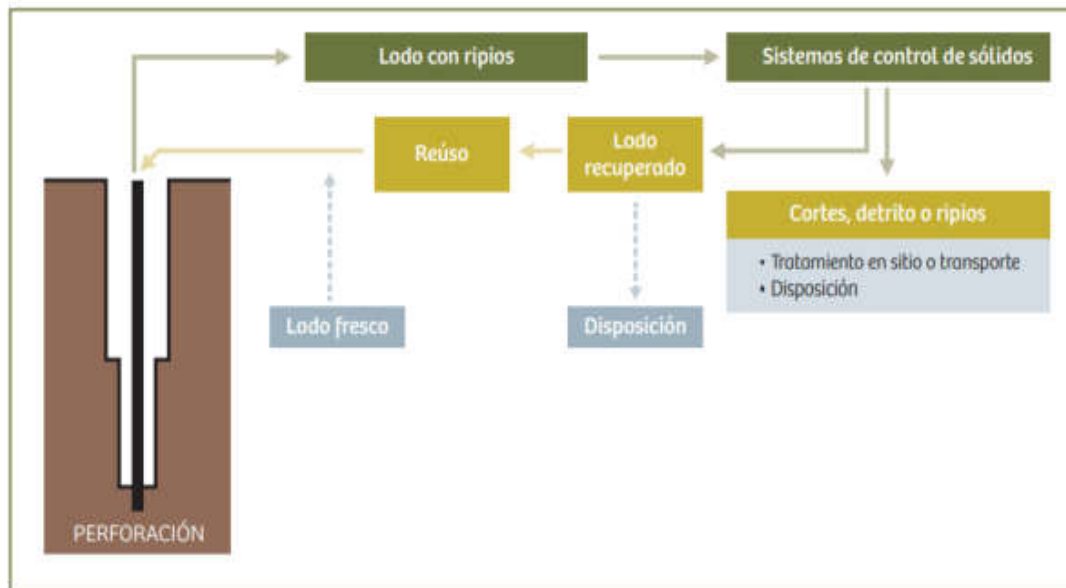 Lodo con ripios
Sistemas de control de sólidos
Reúso
Lodo
recuperado
Cortes, detrito o ripios
• Tratamiento en sitio o transporte
• Disposición
Lodo fresco
Disposición
PERFORACIÓN